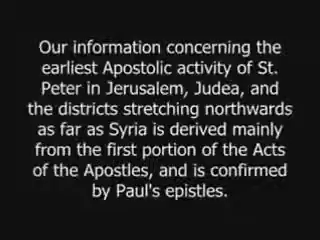 Our information concerning the
earliest Apostolic activity of St.
Peter in Jerusalem, Judea, and
the districts stretching northwards
as far as Syria is derived mainly
from the first portion of the Acts
of the Apostles, and is confirmed
by Paul's epistles.